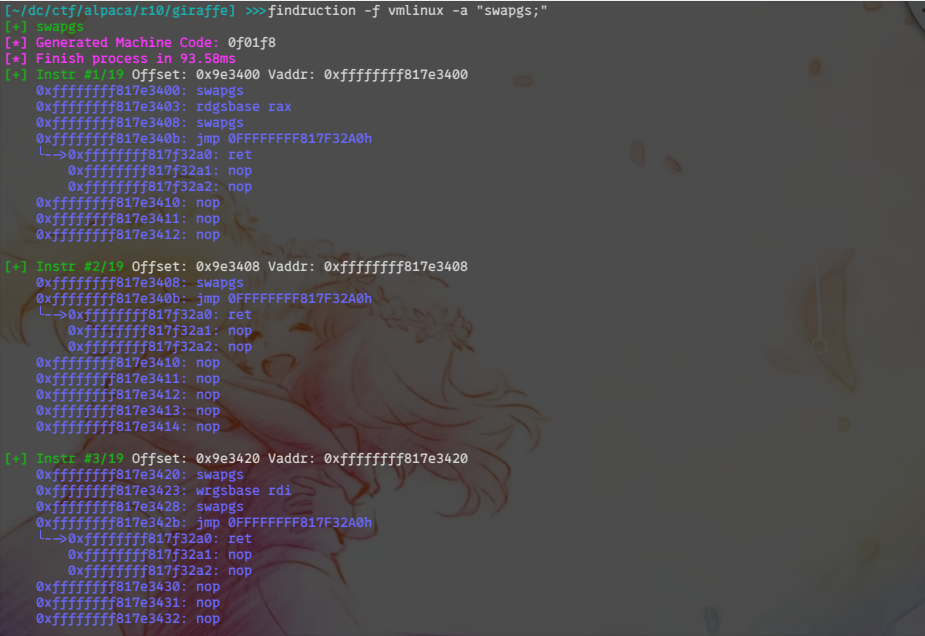 [~/dc/ctf/alpaca/r10/giraffe] >>>findruction -f vmlinux -a "swapgs;"
[+] swapgs
[*] Generated Machine Code: 0f01f8
[*] Finish process in 93.58ms
[+] Instr #1/19 Offset: 0x9e3400 Vaddr: 0xffffffff817e3400
0xffffffff817e3400: swapgs
0xffffffff817e3403: rdgsbase rax
0xffffffff817e3408: swapgs
0xffffffff817e340b: jmp 0FFFFFFFF817F32A0h
└-->0xffffffff817f32a0: ret
0xffffffff817f32a1: nop
0xffffffff817f32a2: nop
0xffffffff817e3410: nop
0xffffffff817e3411: nop
0xffffffff817e3412: nop
[+] Instr #2/19 Offset: 0x9e3408 Vaddr: 0xffffffff817e3408
0xffffffff817e3408: swapgs
0xffffffff817e340b: jmp 0FFFFFFFF817F32A0h
└-->0xffffffff817f32a0: ret
0xffffffff817f32a1: nop
0xffffffff817f32a2: nop
0xffffffff817e3410: nop
0xffffffff817e3411: nop
0xffffffff817e3412: nop
0xffffffff817e3413: nop
0xffffffff817e3414: nop
[+] Instr #3/19 Offset: 0x9e3420 Vaddr: 0xffffffff817e3420
0xffffffff817e3420: swapgs
0xffffffff817e3423: wrgsbase rdi
0xffffffff817e3428: swapgs
0xffffffff817e342b: jmp 0FFFFFFFF817F32A0h
└-->0xffffffff817f32a0: ret
0xffffffff817f32a1: nop
0xffffffff817f32a2: nop
0xffffffff817e3430: nop
0xffffffff817e3431: nop
0xffffffff817e3432: nop